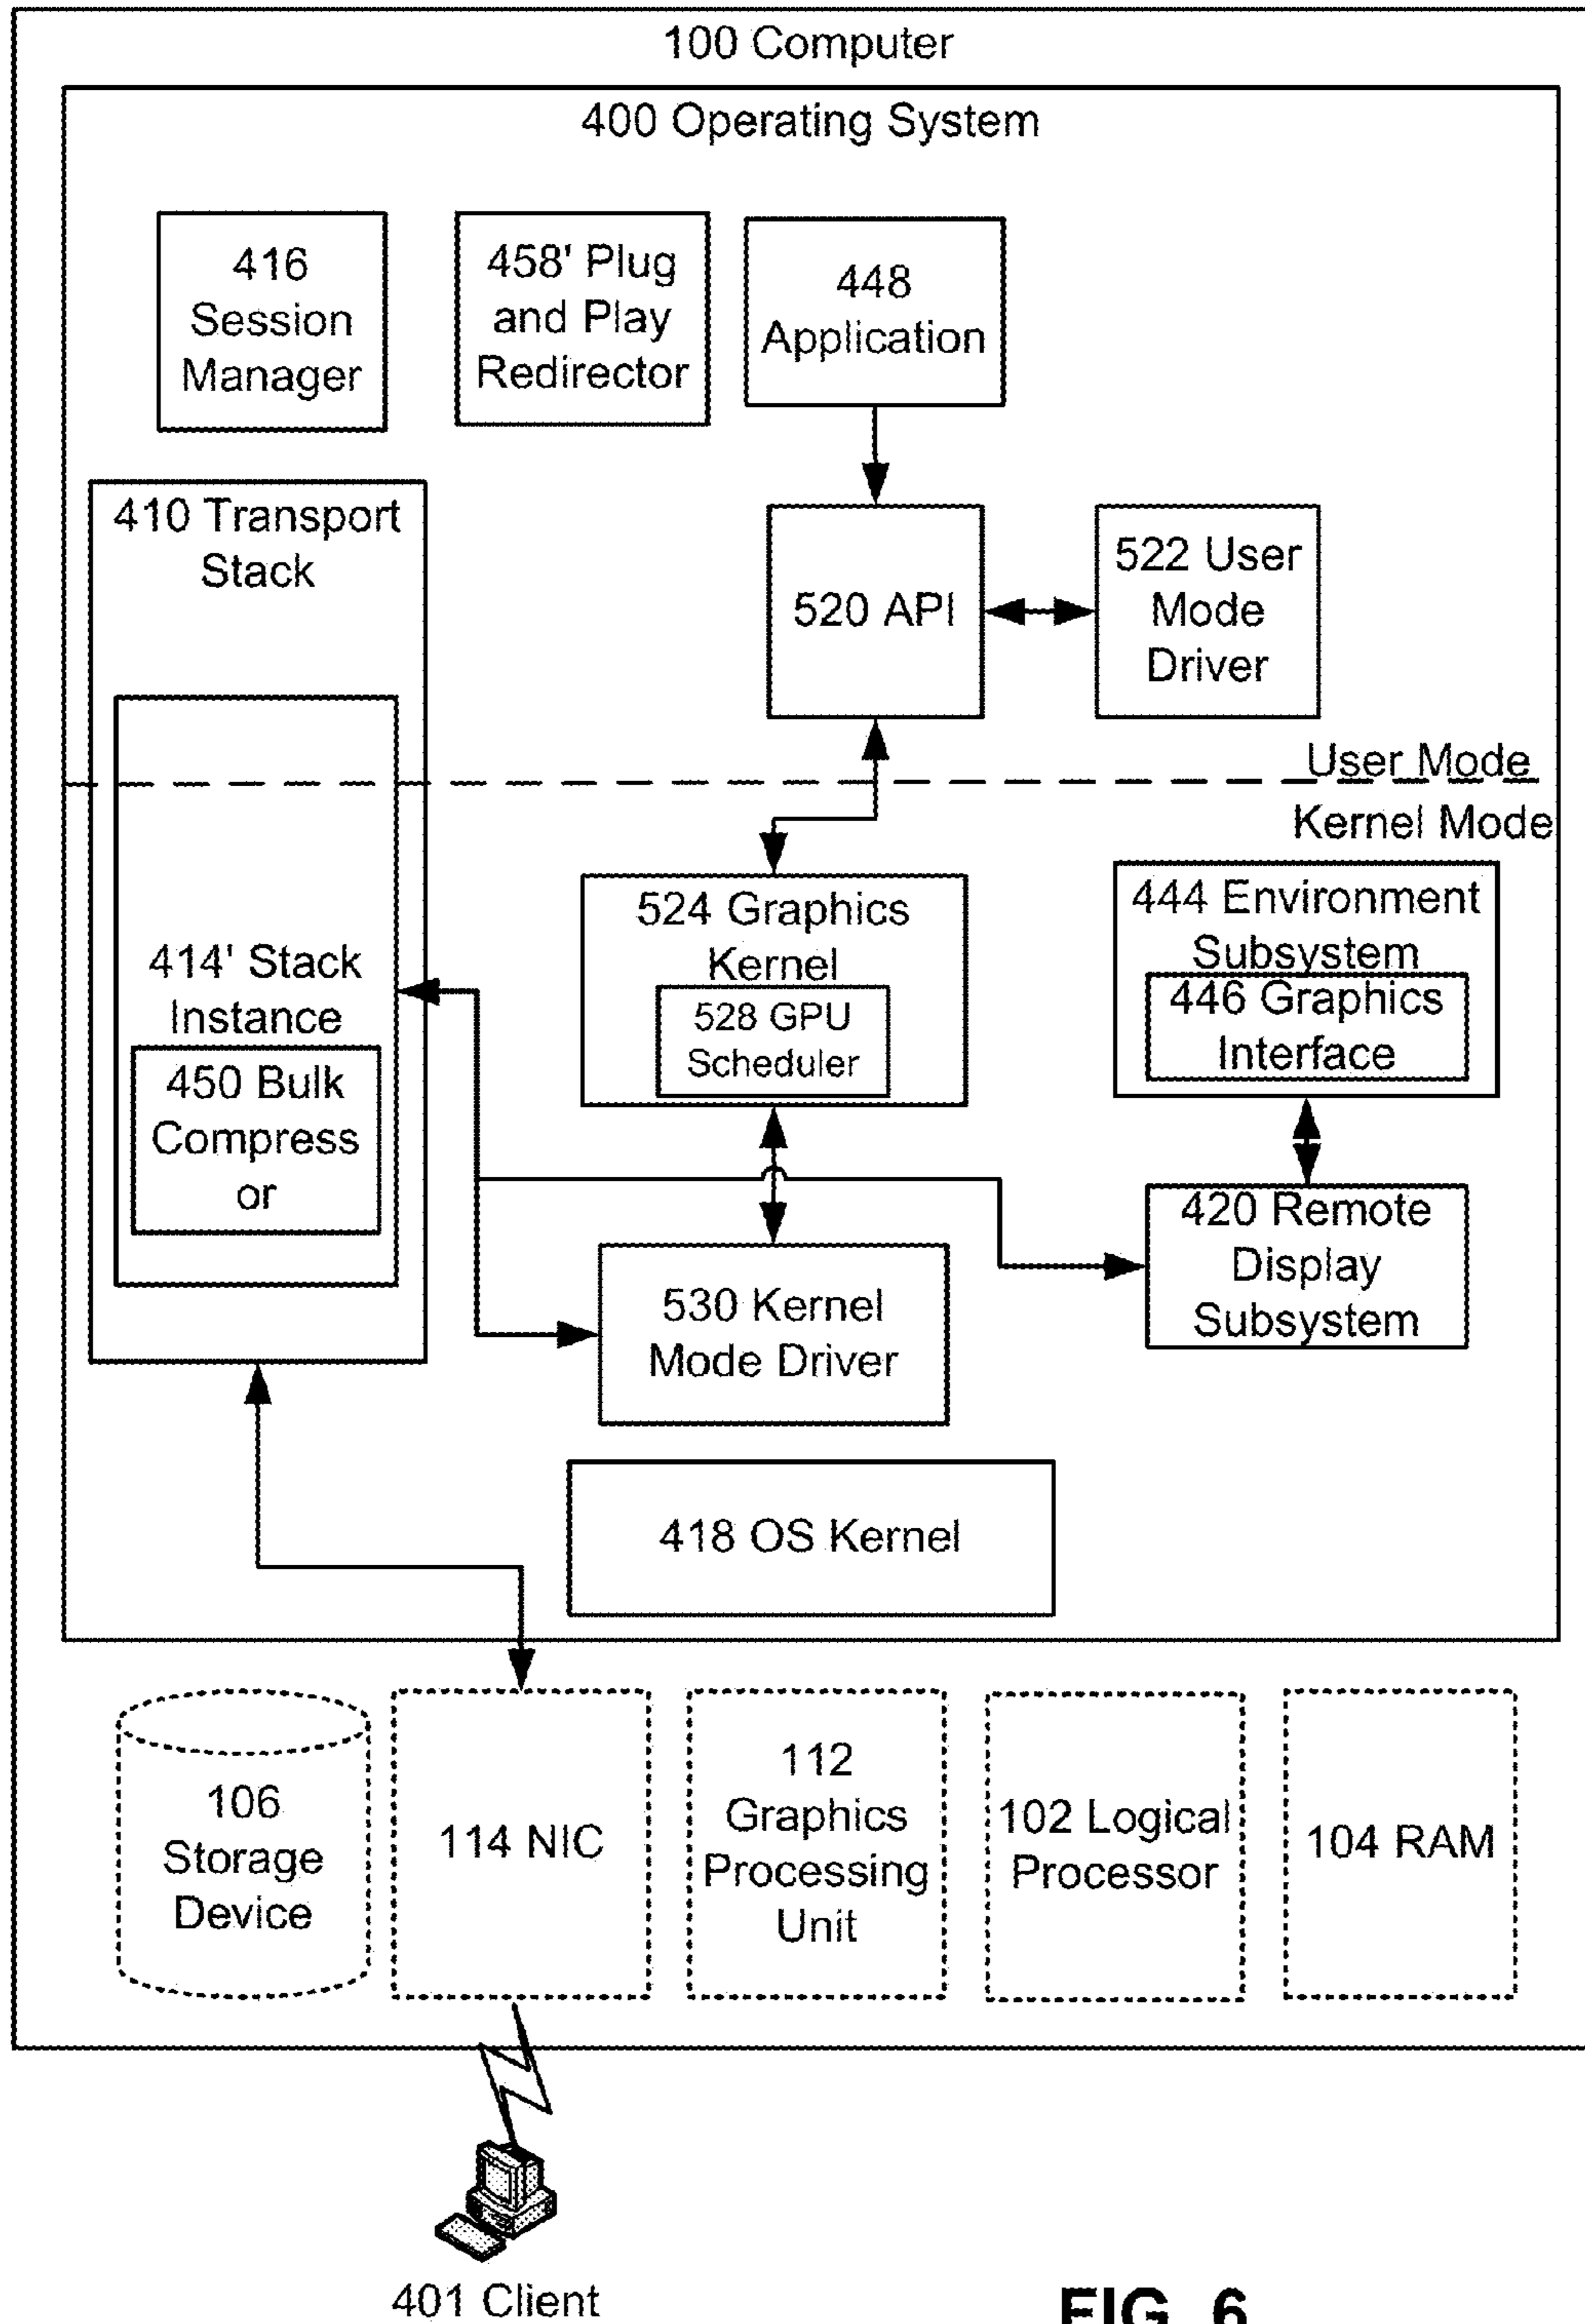 100 Computer
400 Operating System
416
Session
Manager
458' Plug
and Play
Redirector
448
Application
410 Transport
Stack
520 API
522 User
Mode
Driver
User Mode
Kernel Mode
414' Stack
Instance
450 Bulk
Compress
or
524 Graphics
Kernel
528 GPU
Scheduler
444 Environment
Subsystem
446 Graphics
Interface
530 Kernel
Mode Driver
420 Remote
Display
Subsystem
418 OS Kernel
106
Storage
Device
114 NIC
112
Graphics
Processing
Unit
102 Logical
Processor
104 RAM
401 Client
FIG. 6